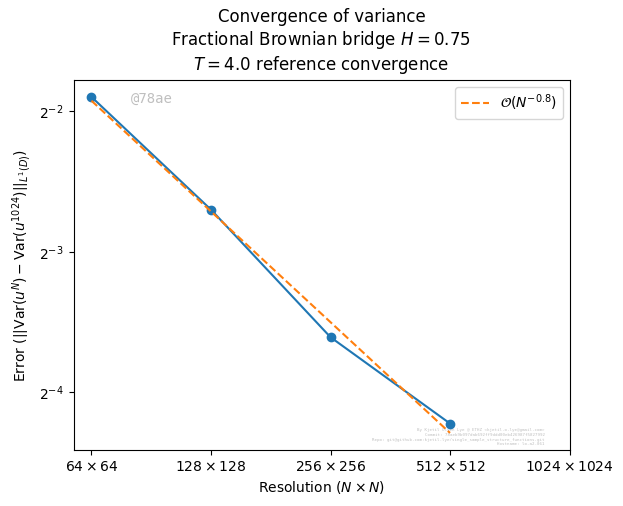 Convergence of variance
Fractional Brownian bridge H = 0.75
T = 4.0 reference convergence
@78ae
𝒪(N^{-0.8})
2^{-2}
2^{-3}
2^{-4}
Error (||Var(u^N) − Var(u^{1024})||_{L^1(D)})
64 × 64
128 × 128
256 × 256
512 × 512
1024 × 1024
Resolution (N × N)